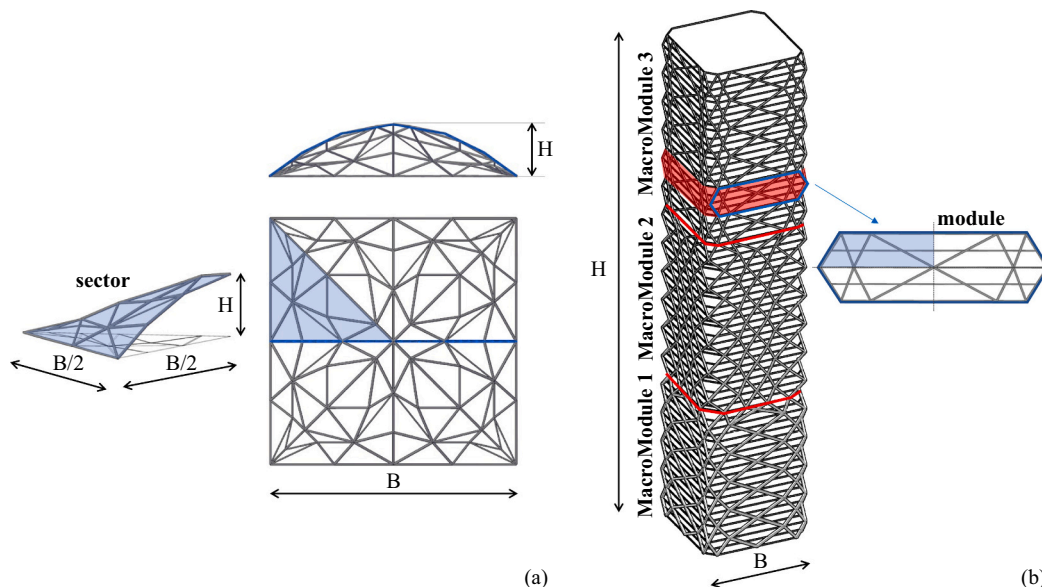 H
sector
H
B/2
B/2
B
(a)
MacroModule 3
MacroModule 2
MacroModule 1
H
B
module
(b)